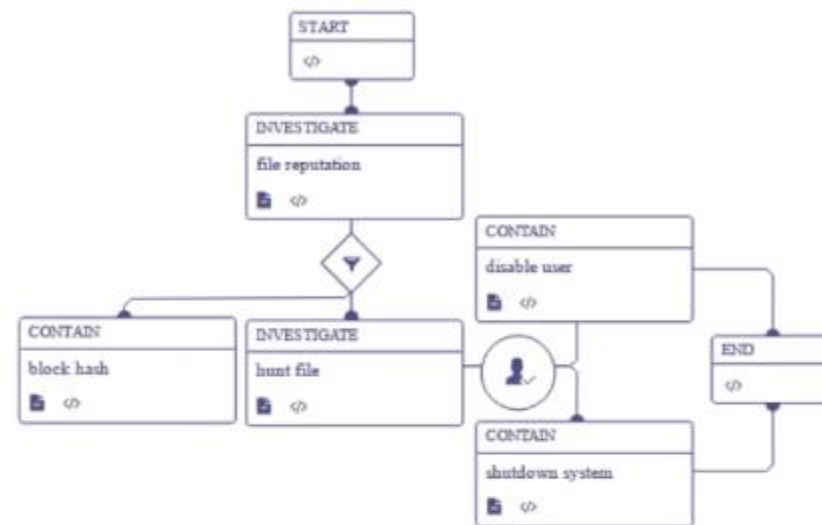 START
</>
INVESTIGATE
file reputation
</>
CONTAIN
disable user
</>
CONTAIN
block hash
</>
INVESTIGATE
hunt file
</>
END
</>
CONTAIN
shutdown system
</>